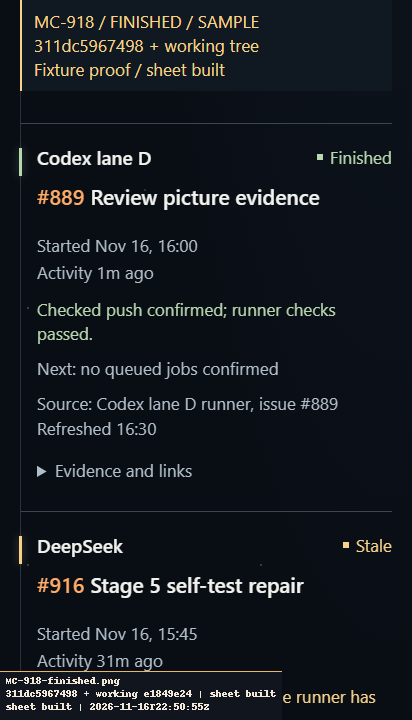 MC-918 / FINISHED / SAMPLE
311dc5967498 + working tree
Fixture proof / sheet built
Codex lane D
Finished
#889 Review picture evidence
Started Nov 16, 16:00
Activity 1m ago
Checked push confirmed; runner checks
passed.
Next: no queued jobs confirmed
Source: Codex lane D runner, issue #889
Refreshed 16:30
Evidence and links
DeepSeek
Stale
#916 Stage 5 self-test repair
Started Nov 16, 15:45
Activity 31m ago
e runner has
MC-918-finished.png
311dc5967498 + working e1849e24 | sheet built
sheet built | 2026-11-16T22:50:55Z